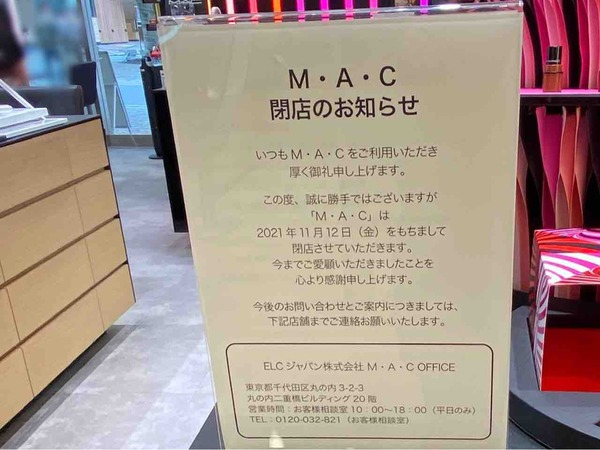 M・A・C
閉店のお知らせ
いつもM・A・Cをご利用いただき
厚く御礼申し上げます。
この度、誠に勝手ではございますが
「M・A・C」は
2021年11月12日（金）をもちまして
閉店させていただきます。
今までご愛顧いただきましたことを
心より感謝申し上げます。
今後のお問い合わせとご案内につきましては、
下記店舗までご連絡お願いいたします。
ELCジャパン株式会社 M・A・C OFFICE
東京都千代田区丸の内3-2-3
丸の内二重橋ビルディング20階
営業時間：お客様相談室10：00〜18：00（平日のみ）
TEL：0120-032-821（お客様相談室）